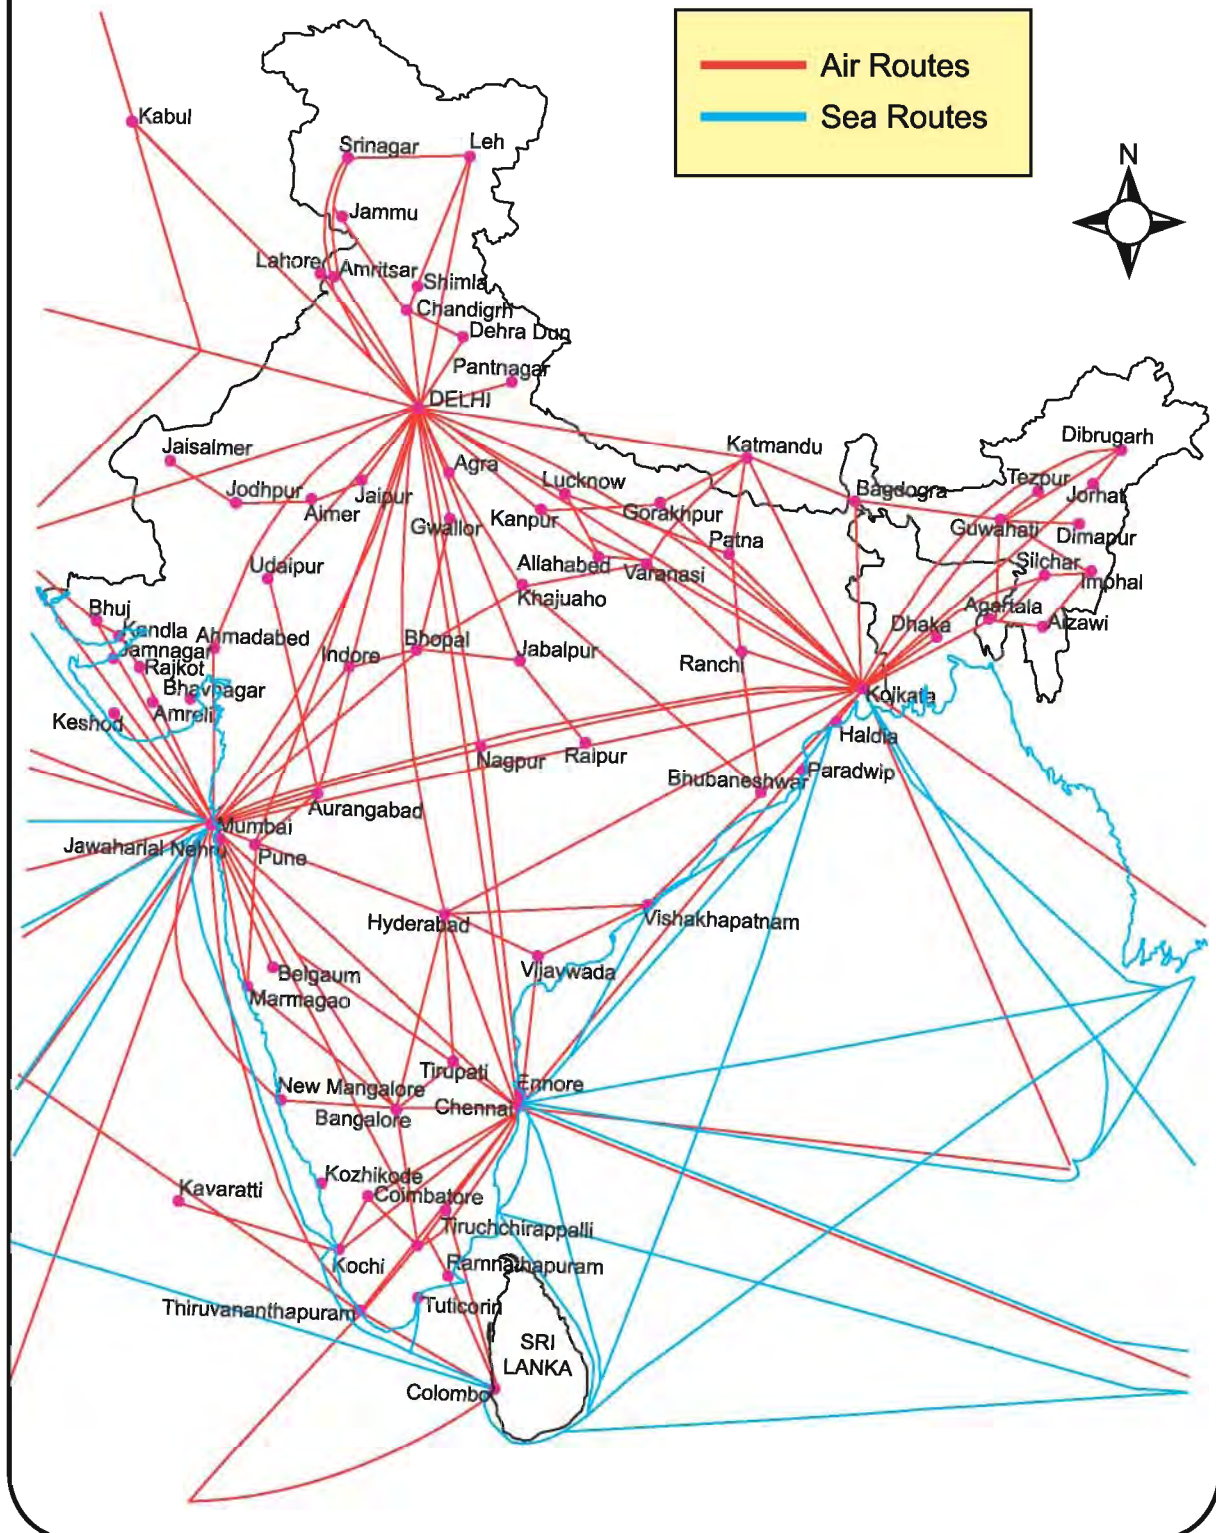 Air Routes
Sea Routes
N
Kabul
Srinagar
Leh
Jammu
Lahore
Amritsar
Shimla
Chandigrh
Dehra Dun
Pantnagar
DELHI
Jaisalmer
Katmandu
Dibrugarh
Agra
Lucknow
Tezpur
Jodhpur
Jaipur
Bagdogra
Jorhat
Aimer
Gwallor
Kanpur
Gorakhpur
Guwahati
Dimapur
Patna
Udaipur
Allahabed
Varanasi
Silchar
Imphal
Khajuaho
Bhuj
Kandla
Ahmadabed
Agartala
Aizawi
Dhaka
Jamnagar
Indore
Bhopal
Jabalpur
Ranchi
Rajkot
Bhavnagar
Kolkata
Keshod
Amreli
Haldia
Nagpur
Raipur
Bhubaneshwar
Paradwip
Aurangabad
Mumbai
Jawaharial Nehru
Pune
Hyderabad
Vishakhapatnam
Belgaum
Vijaywada
Marmagao
Tirupati
Ennore
New Mangalore
Chennai
Bangalore
Kozhikode
Kavaratti
Coimbatore
Tiruchchirappalli
Kochi
Ramnathapuram
Thiruvananthapuram
Tuticorin
SRI
LANKA
Colombo